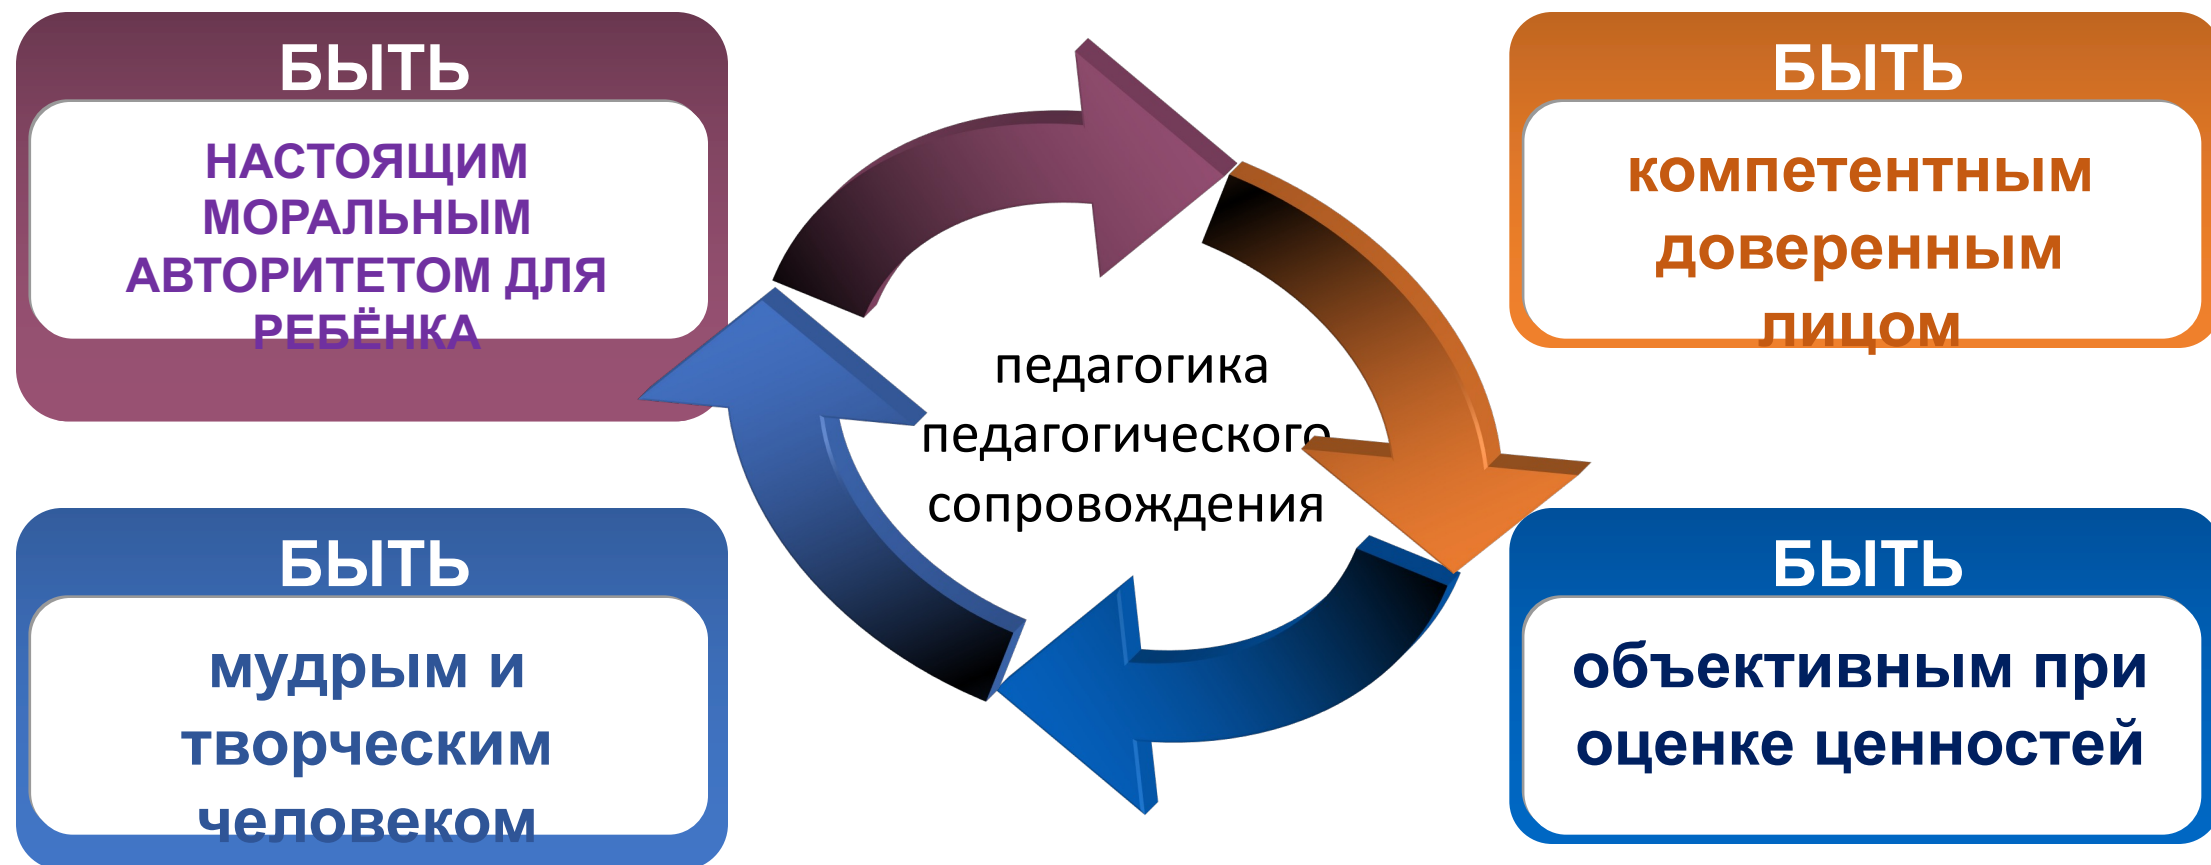 БЫТЬ
НАСТОЯЩИМ
МОРАЛЬНЫМ
АВТОРИТЕТОМ ДЛЯ
РЕБЁНКА
БЫТЬ
компетентным
доверенным
лицом
педагогика
педагогического
сопровождения
БЫТЬ
мудрым и
творческим
человеком
БЫТЬ
объективным при
оценке ценностей